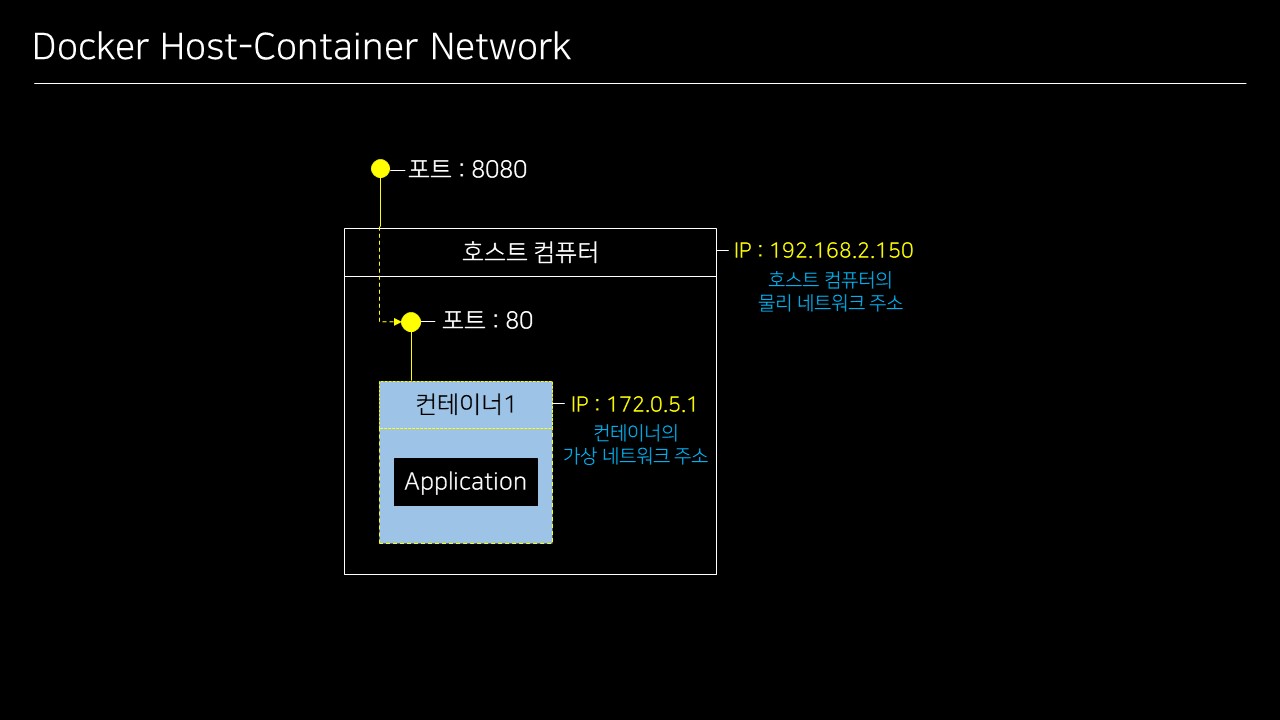 Docker Host-Container Network
포트 : 8080
호스트 컴퓨터
IP : 192.168.2.150
호스트 컴퓨터의
물리 네트워크 주소
포트 : 80
컨테이너1
IP : 172.0.5.1
컨테이너의
가상 네트워크 주소
Application